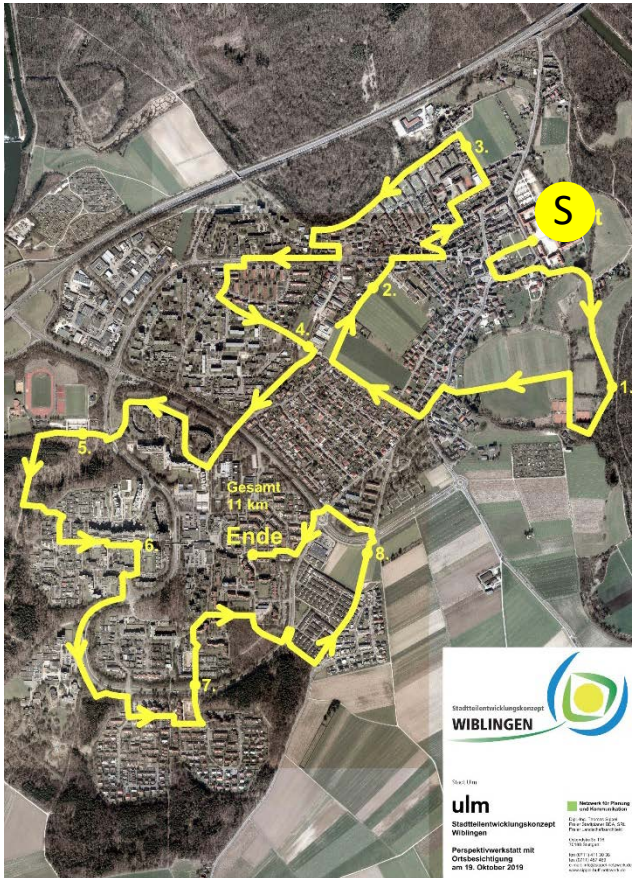 S
t
3.
2.
4.
1.
5.
Gesamt
11 km
Ende
6.
8.
7.
Stadtteilentwicklungskonzept
WIBLINGEN
Stadt Ulm
ulm
Stadtteilentwicklungskonzept
Wiblingen
Perspektivwerkstatt mit
Ortsbesichtigung
am 19. Oktober 2019
Netzwerk für Planung
und Kommunikation